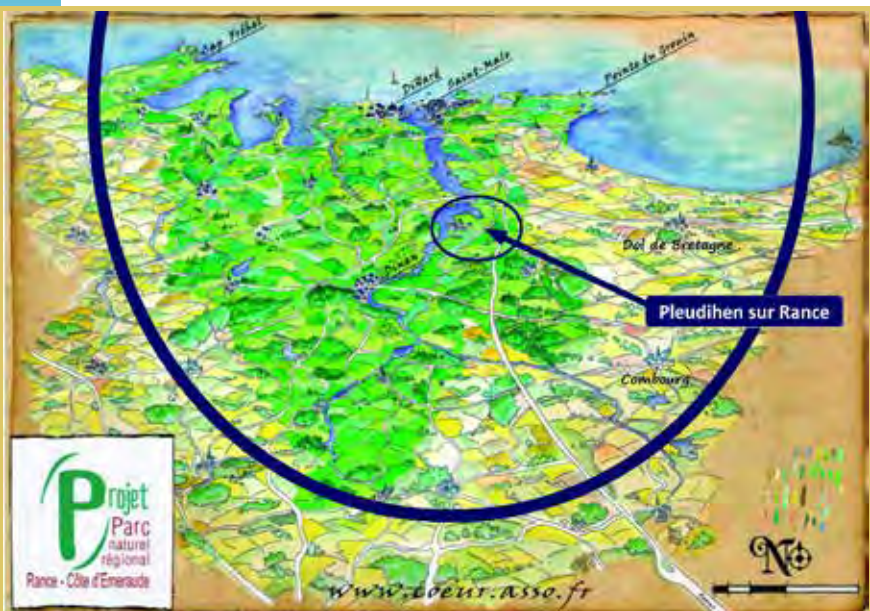 Cap Fréhel
Dinard
Saint-Malo
Pointe du Grouin
Dol de Bretagne
Dinan
Pleudihen sur Rance
Combourg
Projet
Parc
naturel
régional
Rance - Côte d'Emeraude
www.coeur.asso.fr
N